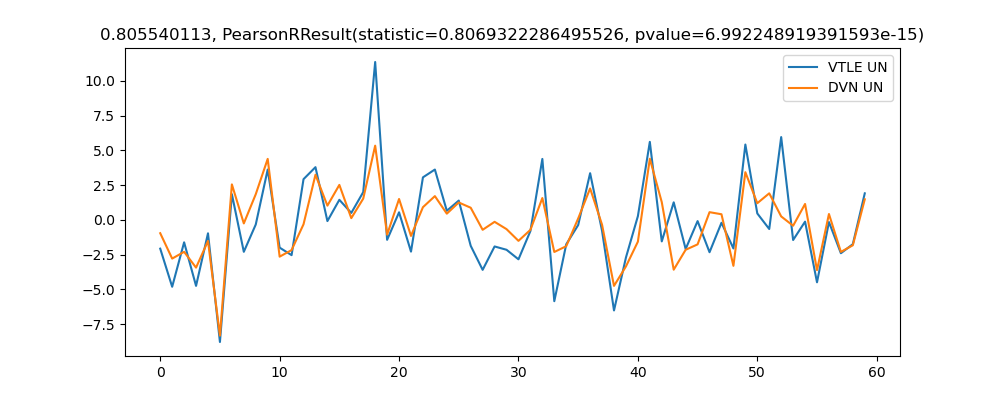 0.805540113, PearsonRResult(statistic=0.8069322286495526, pvalue=6.992248919391593e-15)
VTLE UN
DVN UN
10.0
7.5
5.0
2.5
0.0
−2.5
−5.0
−7.5
0 10 20 30 40 50 60